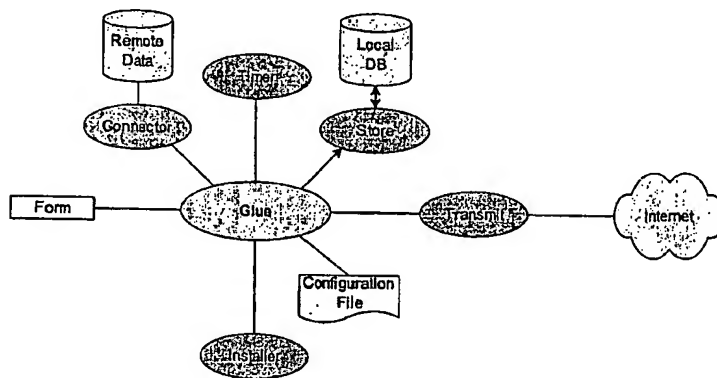 Remote
Data
Local
DB
Timer
Connector
Store
Form
Glue
Transmit
Internet
Configuration
File
Installer